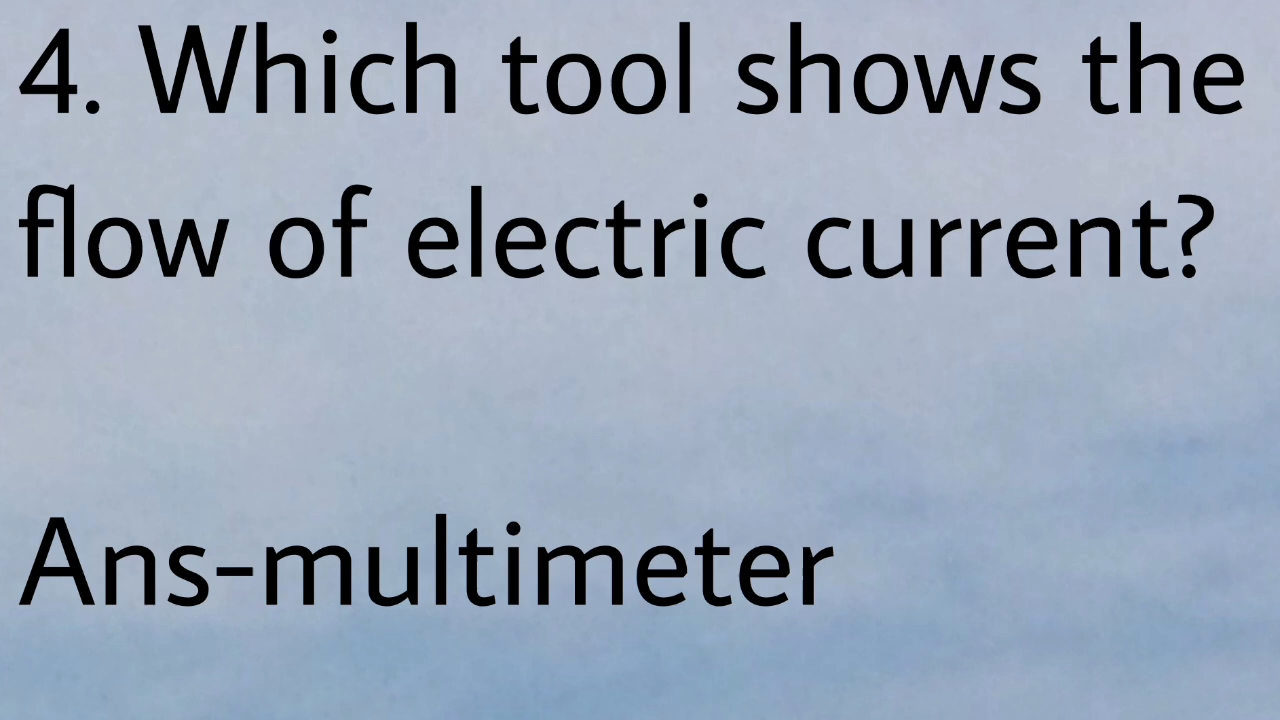 4. Which tool shows the
flow of electric current?
Ans-multimeter